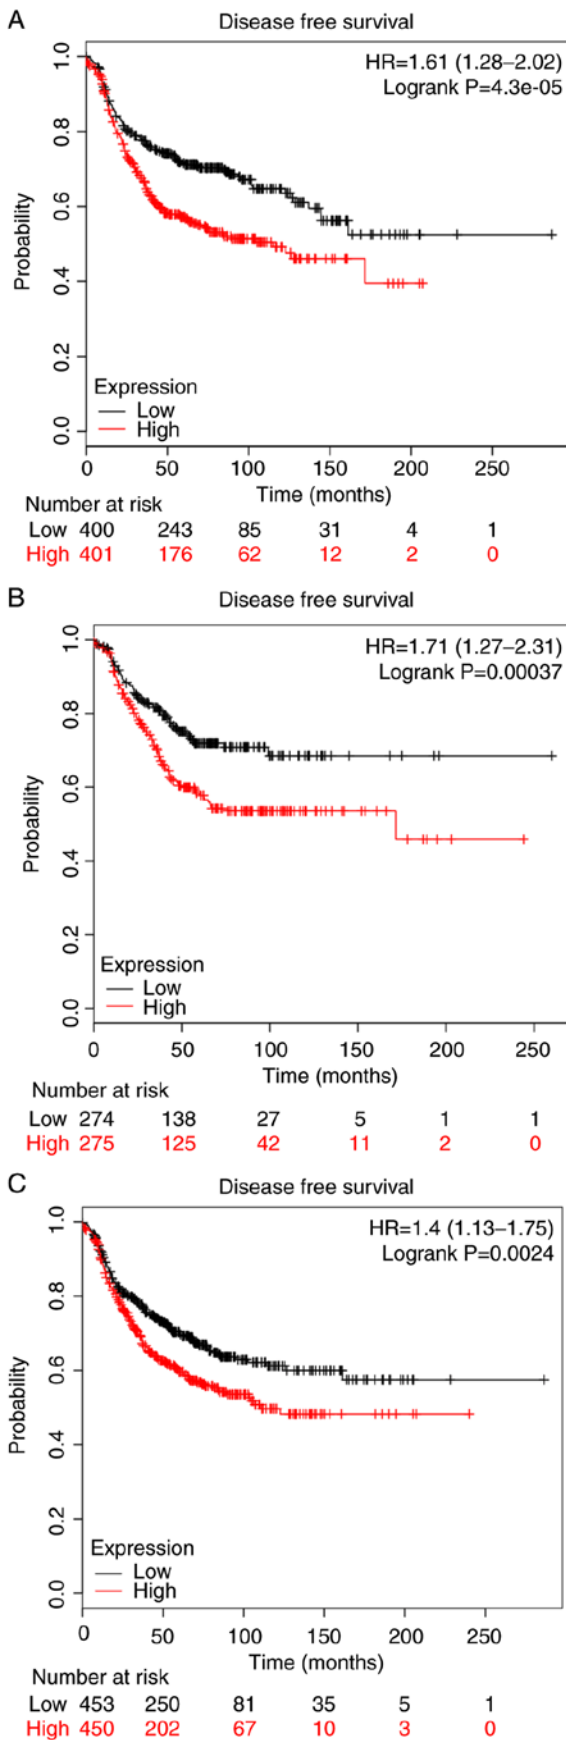 A
Disease free survival
HR=1.61 (1.28–2.02)
Logrank P=4.3e-05
Probability
1.0
0.8
0.6
0.4
0.2
0.0
Expression
Low
High
0 50 100 150 200 250
Time (months)
Number at risk
Low 400 243 85 31 4 1
High 401 176 62 12 2 0
B
Disease free survival
HR=1.71 (1.27–2.31)
Logrank P=0.00037
Probability
1.0
0.8
0.6
0.4
0.2
0.0
Expression
Low
High
0 50 100 150 200 250
Time (months)
Number at risk
Low 274 138 27 5 1 1
High 275 125 42 11 2 0
C
Disease free survival
HR=1.4 (1.13–1.75)
Logrank P=0.0024
Probability
1.0
0.8
0.6
0.4
0.2
0.0
Expression
Low
High
0 50 100 150 200 250
Time (months)
Number at risk
Low 453 250 81 35 5 1
High 450 202 67 10 3 0